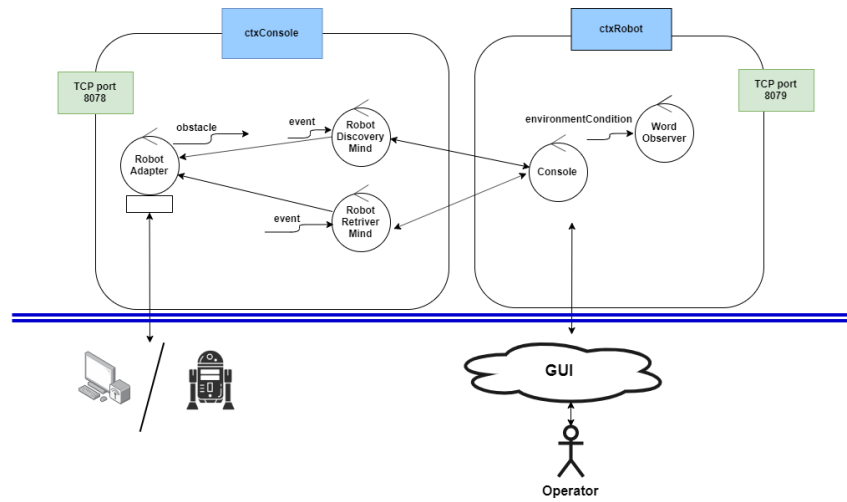 ctxConsole
ctxRobot
TCP port
8078
TCP port
8079
obstacle
event
Robot
Discovery
Mind
environmentCondition
Word
Observer
Robot
Adapter
Console
event
Robot
Retriver
Mind
GUI
Operator